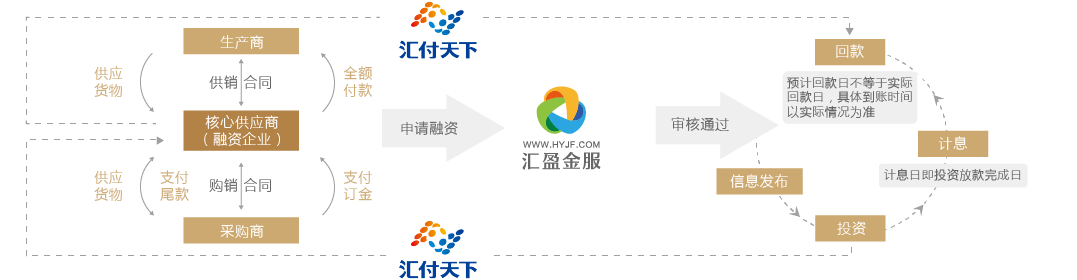 汇付天下
生产商
供应
货物
供销 合同
全额
付款
核心供应商
（融资企业）
供应
货物
支付
尾款
购销 合同
支付
订金
采购商
申请融资
WWW.HYJF.COM
汇盈金服
审核通过
回款
预计回款日不等于实际
回款日，具体到账时间
以实际情况为准
计息
计息日即投资放款完成日
信息发布
投资
汇付天下